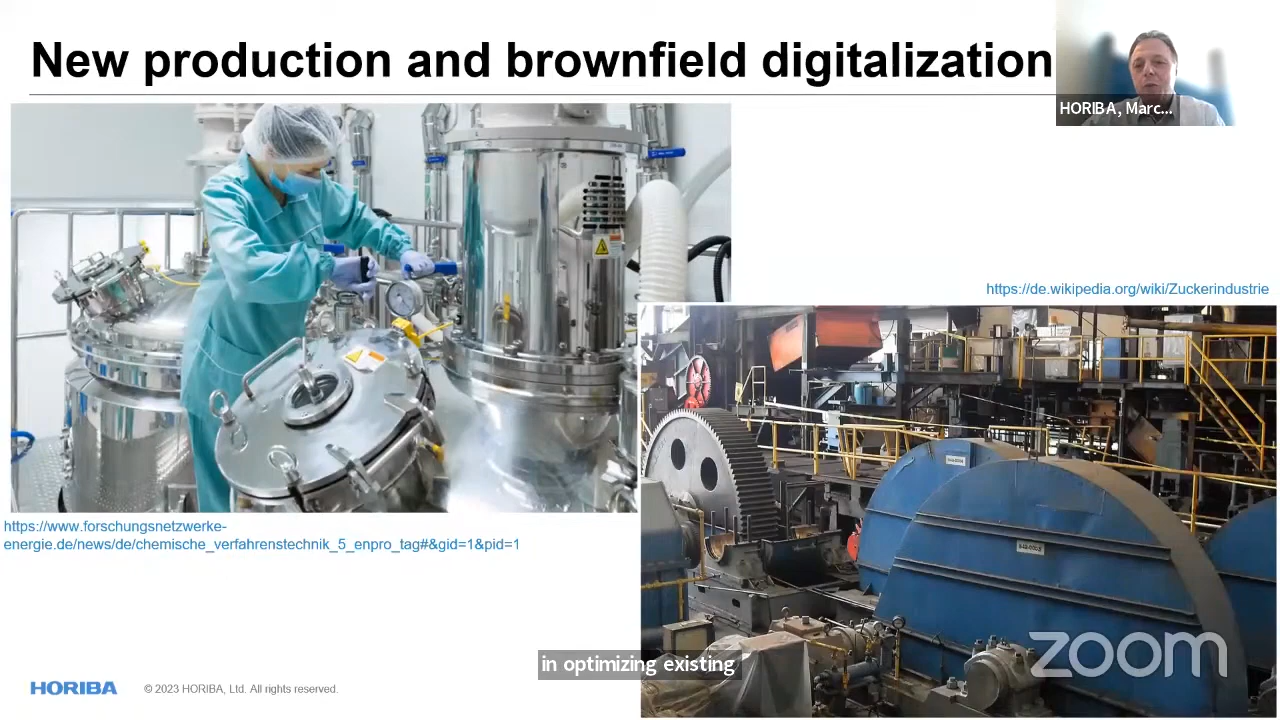 New production and brownfield digitalization
HORIBA, Marc...
https://de.wikipedia.org/wiki/Zuckerindustrie
https://www.forschungsnetzwerke-
energie.de/news/de/chemische_verfahrenstechnik_5_enpro_tag#&gid=1&pid=1
in optimizing existing
zoom
HORIBA
© 2023 HORIBA, Ltd. All rights reserved.